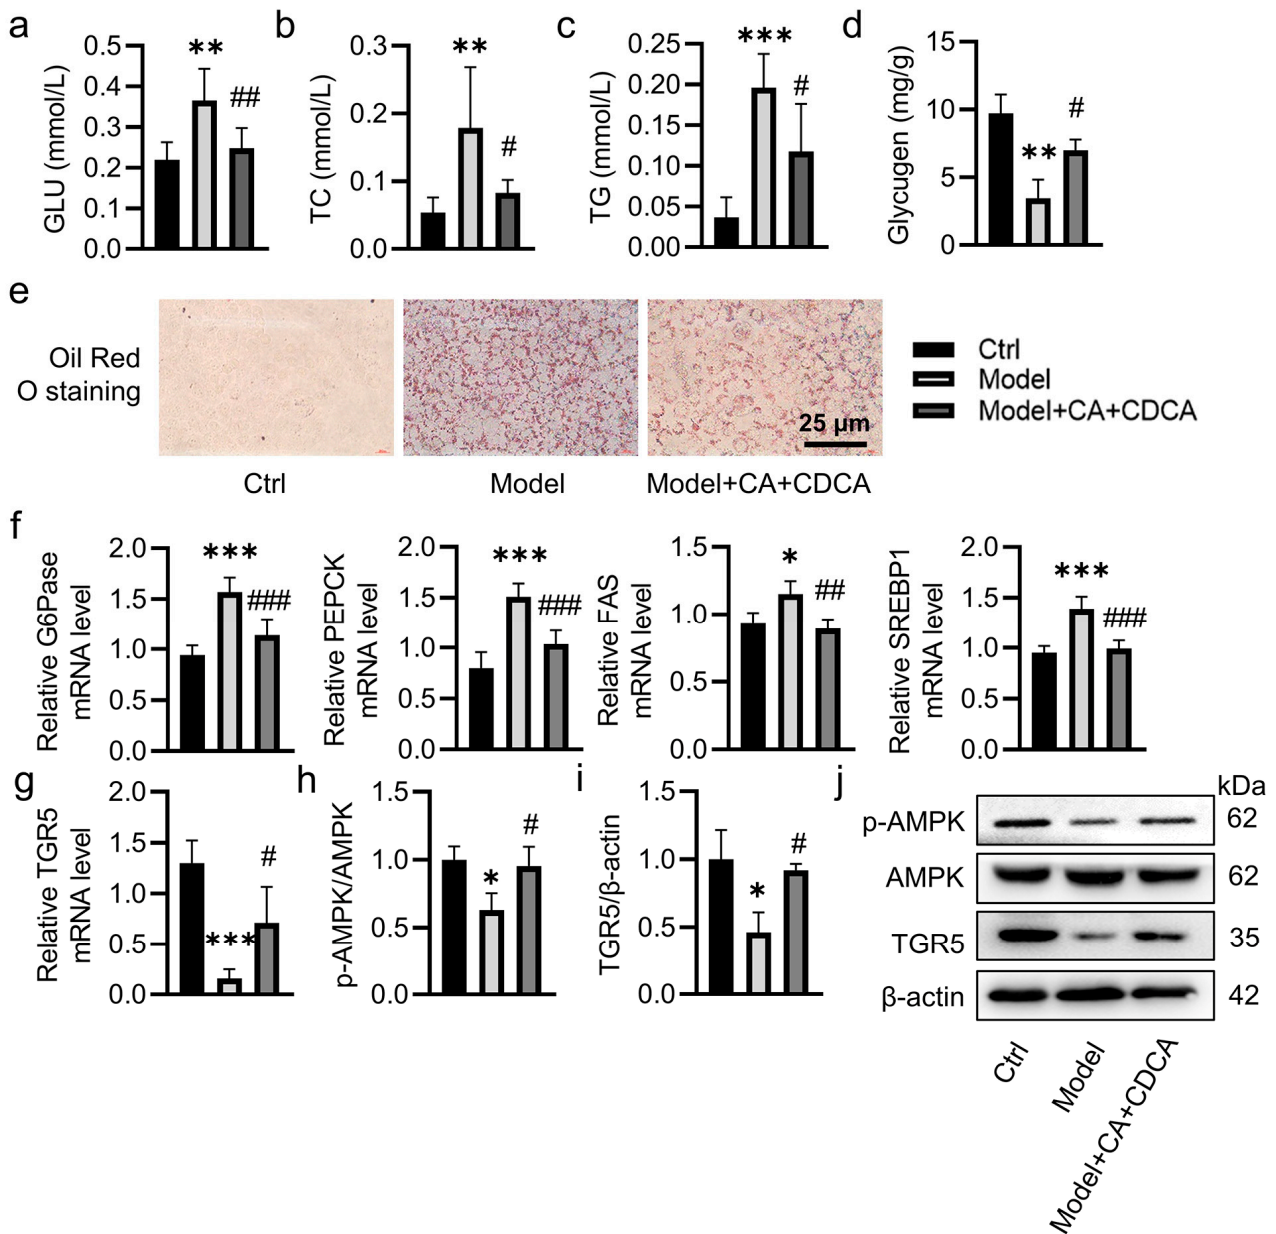 a
GLU (mmol/L)
0.5
0.4
0.3
0.2
0.1
0.0
**
##
b
TC (mmol/L)
0.3
0.2
0.1
0.0
**
#
c
TG (mmol/L)
0.25
0.20
0.15
0.10
0.05
0.00
***
#
d
Glycugen (mg/g)
15
10
5
0
**
#
e
Oil Red
O staining
25 μm
Ctrl
Model
Model+CA+CDCA
Ctrl
Model
Model+CA+CDCA
f
Relative G6Pase
mRNA level
2.0
1.5
1.0
0.5
0.0
***
###
Relative PEPCK
mRNA level
2.0
1.5
1.0
0.5
0.0
***
###
Relative FAS
mRNA level
1.5
1.0
0.5
0.0
*
##
Relative SREBP1
mRNA level
2.0
1.5
1.0
0.5
0.0
***
###
g
Relative TGR5
mRNA level
2.0
1.5
1.0
0.5
0.0
***
#
h
p-AMPK/AMPK
1.5
1.0
0.5
0.0
*
#
i
TGR5/β-actin
1.5
1.0
0.5
0.0
*
#
j
kDa
p-AMPK 62
AMPK 62
TGR5 35
β-actin 42
Ctrl
Model
Model+CA+CDCA